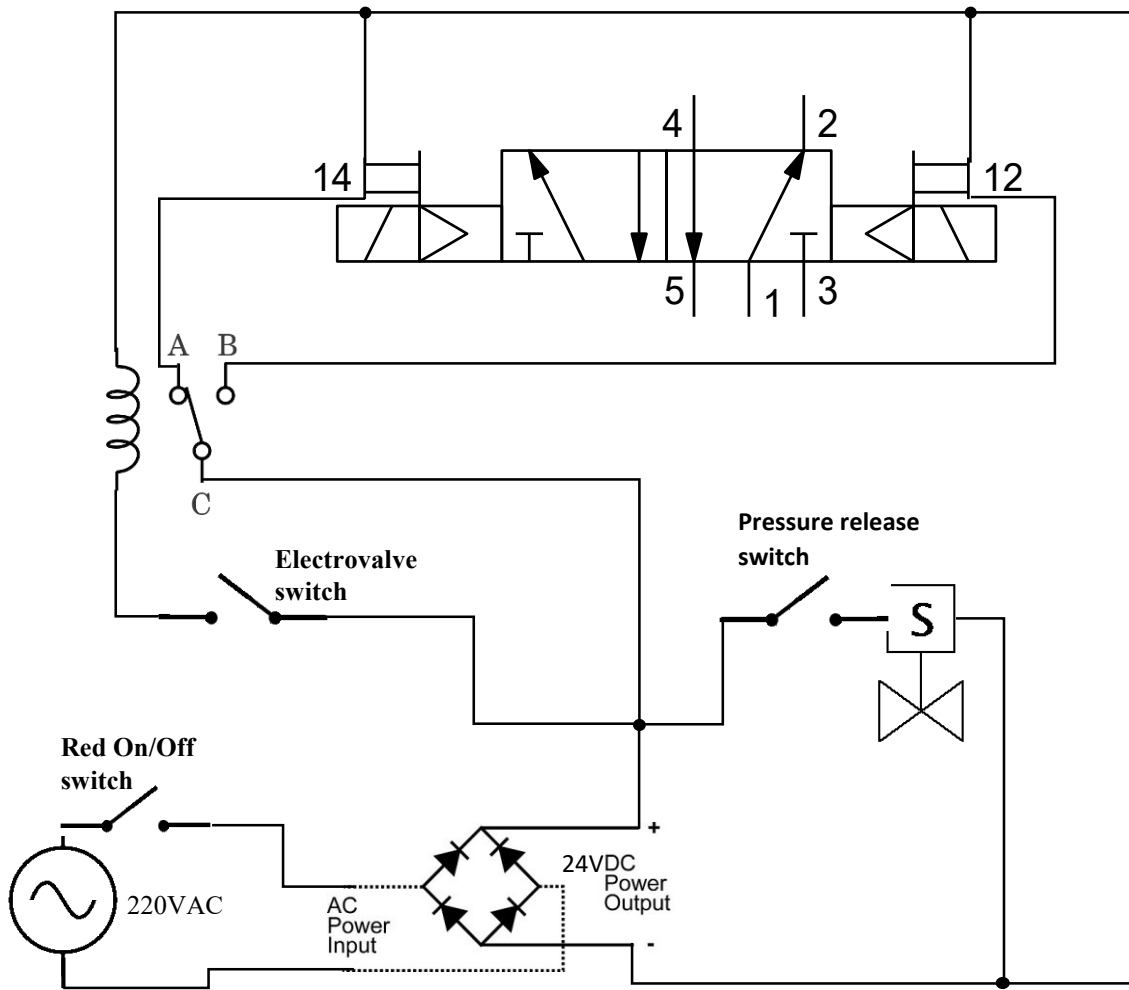 4 2
14 12
5 1 3
A B
C
Pressure release
switch
Electrovalve
switch
S
Red On/Off
switch
+
24VDC
Power
Output
220VAC
AC
Power
Input
-